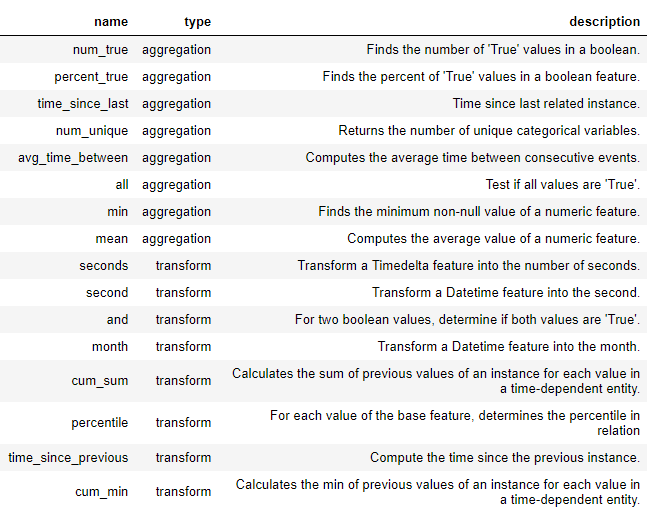 name type description
num_true aggregation Finds the number of 'True' values in a boolean.
percent_true aggregation Finds the percent of 'True' values in a boolean feature.
time_since_last aggregation Time since last related instance.
num_unique aggregation Returns the number of unique categorical variables.
avg_time_between aggregation Computes the average time between consecutive events.
all aggregation Test if all values are 'True'.
min aggregation Finds the minimum non-null value of a numeric feature.
mean aggregation Computes the average value of a numeric feature.
seconds transform Transform a Timedelta feature into the number of seconds.
second transform Transform a Datetime feature into the second.
and transform For two boolean values, determine if both values are 'True'.
month transform Transform a Datetime feature into the month.
cum_sum transform Calculates the sum of previous values of an instance for each value in
a time-dependent entity.
percentile transform For each value of the base feature, determines the percentile in
relation
time_since_previous transform Compute the time since the previous instance.
cum_min transform Calculates the min of previous values of an instance for each value in
a time-dependent entity.